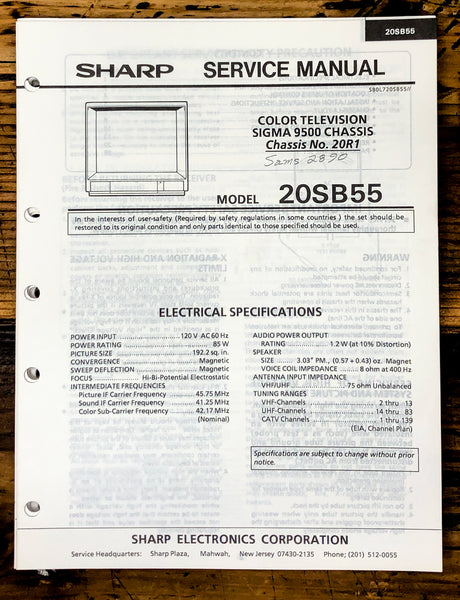 20SB55
SHARP SERVICE MANUAL
S80L720SB55//
COLOR TELEVISION
SIGMA 9500 CHASSIS
Chassis No. 20R1
Sams 2890
MODEL 20SB55
In the interests of user-safety (Required by safety regulations in some countries ) the set should be
restored to its original condition and only parts identical to those specified should be used.
ELECTRICAL SPECIFICATIONS
POWER INPUT 120 V AC 60 Hz
POWER RATING 85 W
PICTURE SIZE 192.2 sq. in.
CONVERGENCE Magnetic
SWEEP DEFLECTION Magnetic
FOCUS Hi-Bi-Potential Electrostatic
INTERMEDIATE FREQUENCIES
Picture IF Carrier Frequency 45.75 MHz
Sound IF Carrier Frequency 41.25 MHz
Color Sub-Carrier Frequency 42.17 MHz
(Nominal)
AUDIO POWER OUTPUT
RATING 1.2 W (at 10% Distortion)
SPEAKER
SIZE 3.03" PM., (0.57 + 0.43) oz. Magnet
VOICE COIL IMPEDANCE 8 ohm at 400 Hz
ANTENNA INPUT IMPEDANCE
VHF/UHF 75 ohm Unbalanced
TUNING RANGES
VHF-Channels 2 thru 13
UHF-Channels 14 thru 83
CATV Channels 1 thru 139
(EIA, Channel Plan)
Specifications are subject to change without prior
notice.
SHARP ELECTRONICS CORPORATION
Service Headquarters: Sharp Plaza, Mahwah, New Jersey 07430-2135 Phone; (201) 512-0055